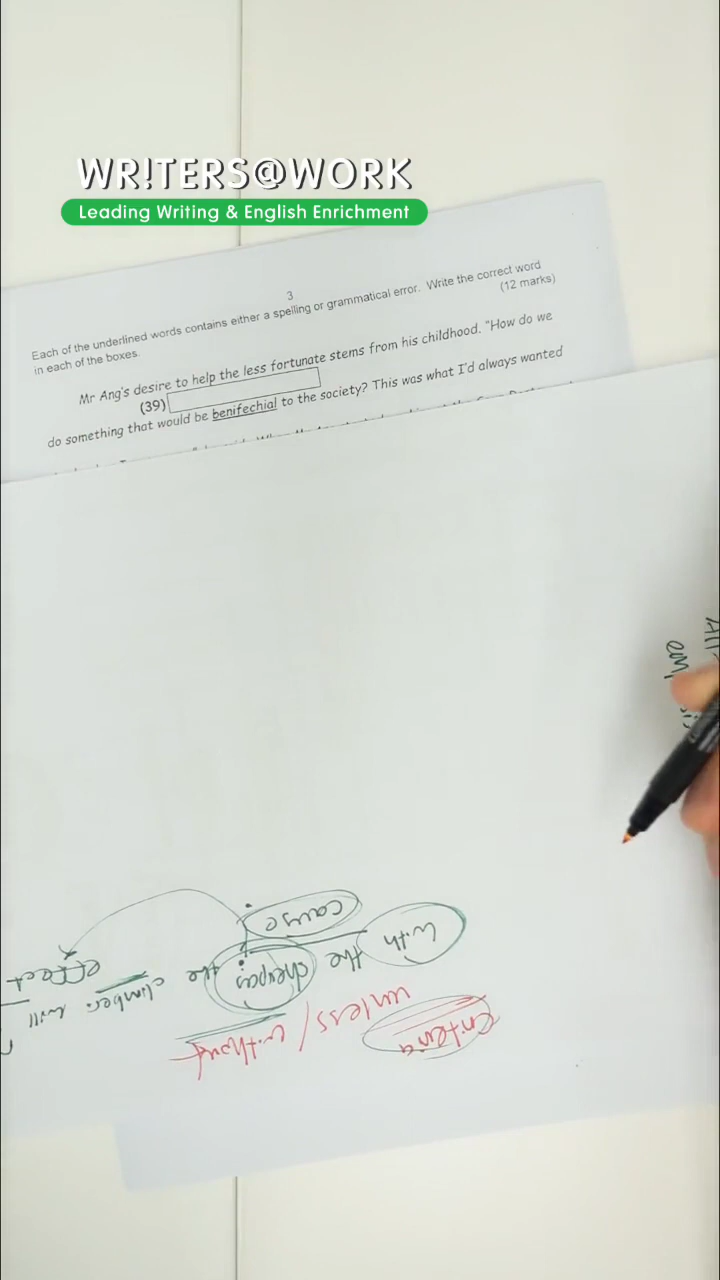 WR!TERS@WORK
Leading Writing & English Enrichment
3
Each of the underlined words contains either a spelling or grammatical error. Write the correct word
in each of the boxes.
(12 marks)
Mr Ang's desire to help the less fortunate stems from his childhood. "How do we
(39)
do something that would be benifechial to the society? This was what I'd always wanted
criteria
unless / without
with the sherpas the climber will
cause
effect